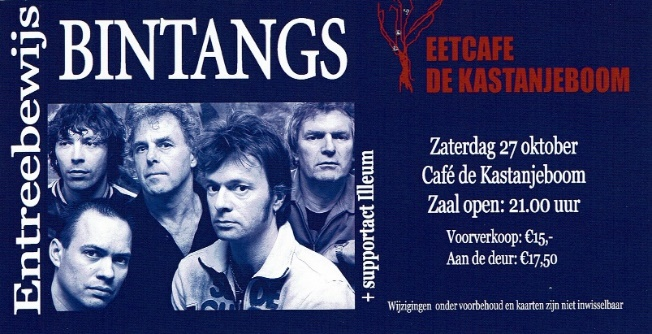 Entreebewijs
BINTANGS
+ supportact Illeum
EETCAFE
DE KASTANJEBOOM
Zaterdag 27 oktober
Café de Kastanjeboom
Zaal open: 21.00 uur
Voorverkoop: €15,-
Aan de deur: €17,50
Wijzigingen onder voorbehoud en kaarten zijn niet inwisselbaar